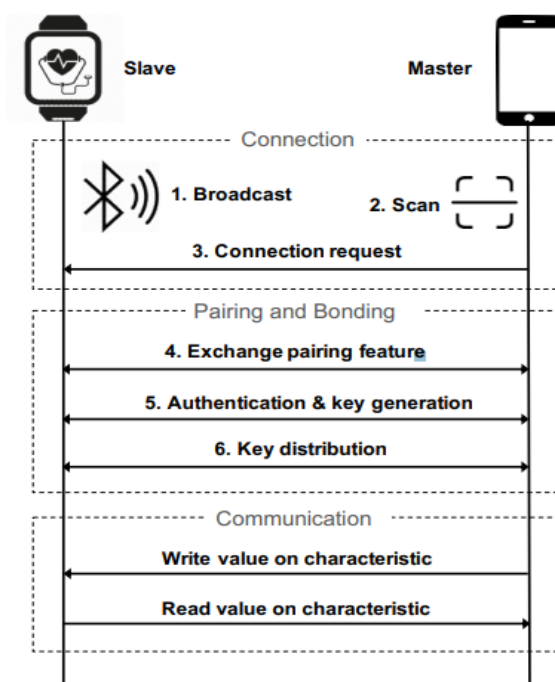 Slave
Master
Connection
1. Broadcast
2. Scan
3. Connection request
Pairing and Bonding
4. Exchange pairing feature
5. Authentication & key generation
6. Key distribution
Communication
Write value on characteristic
Read value on characteristic